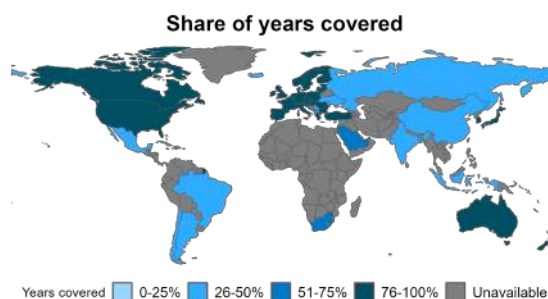 Share of years covered
Years covered 0-25% 26-50% 51-75% 76-100% Unavailable